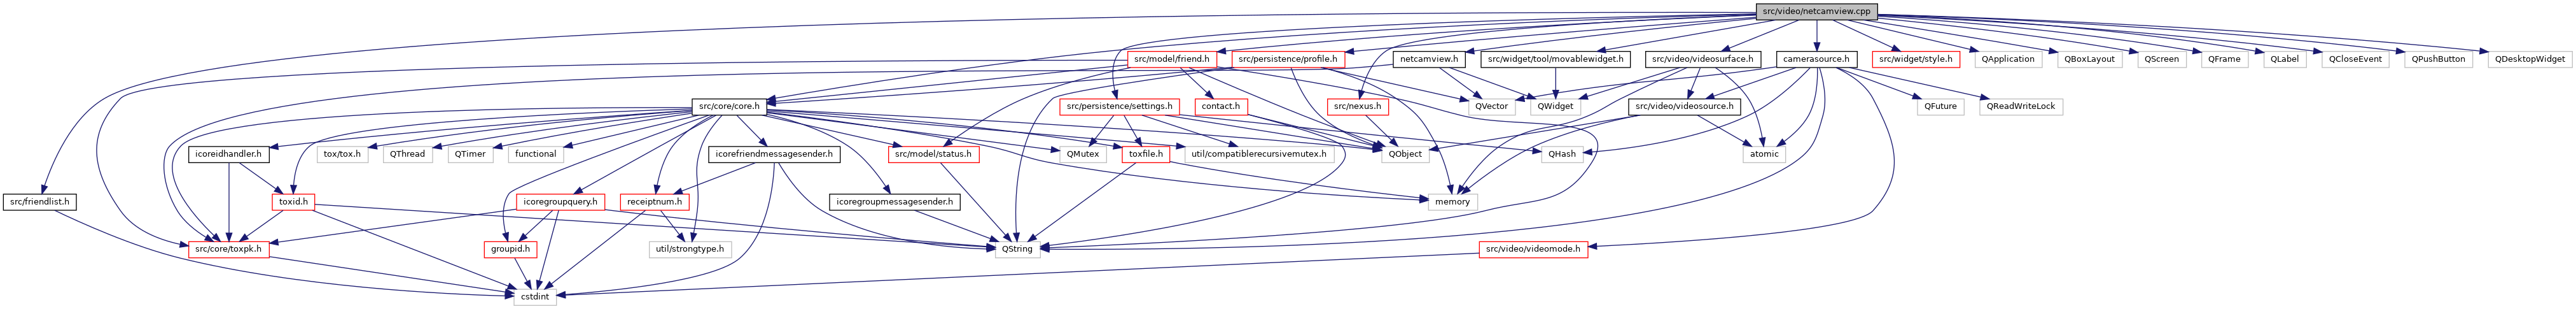 src/video/netcamview.cpp
src/model/friend.h
src/persistence/profile.h
netcamview.h
src/widget/tool/movablewidget.h
src/video/videosurface.h
camerasource.h
src/widget/style.h
QApplication
QBoxLayout
QScreen
QFrame
QLabel
QCloseEvent
QPushButton
QDesktopWidget
src/core/core.h
src/persistence/settings.h
contact.h
src/nexus.h
QVector
QWidget
src/video/videosource.h
QFuture
QReadWriteLock
icoreidhandler.h
tox/tox.h
QThread
QTimer
functional
icorefriendmessagesender.h
src/model/status.h
QMutex
toxfile.h
util/compatiblerecursivemutex.h
QObject
QHash
atomic
src/friendlist.h
toxid.h
icoregroupquery.h
receiptnum.h
icoregroupmessagesender.h
memory
src/core/toxpk.h
groupid.h
util/strongtype.h
QString
src/video/videomode.h
cstdint